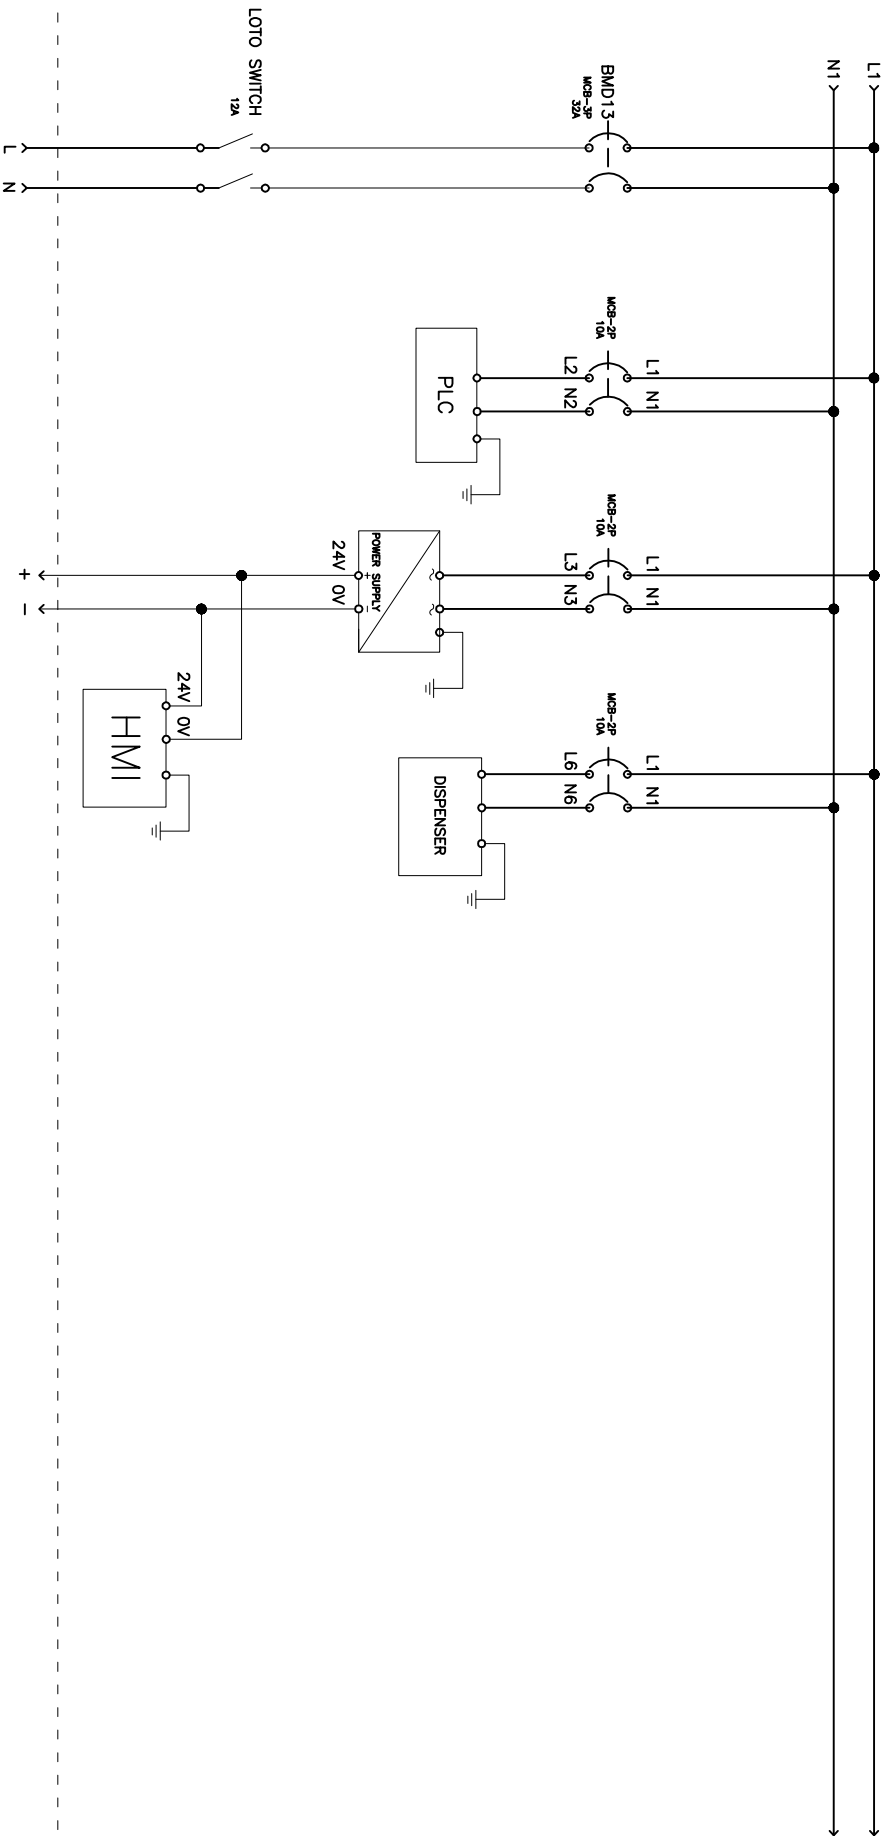 L1
N1
BMD13
MCB-3P
32A
LOTO SWITCH
12A
L
N
MCB-2P
10A
L1
N1
L2
N2
PLC
MCB-2P
10A
L1
N1
L3
N3
POWER SUPPLY
+
-
24V
0V
+
-
24V
0V
HMI
MCB-2P
10A
L1
N1
L6
N6
DISPENSER